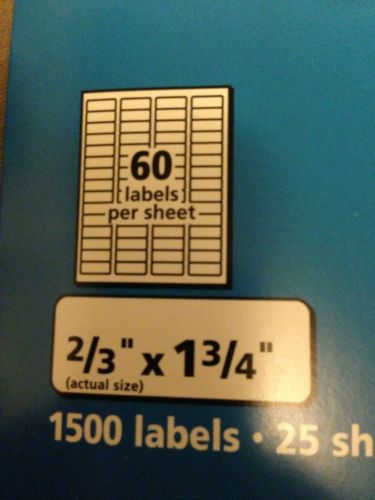 60
labels
per sheet
2/3" x 1 3/4"
(actual size)
1500 labels • 25 sh